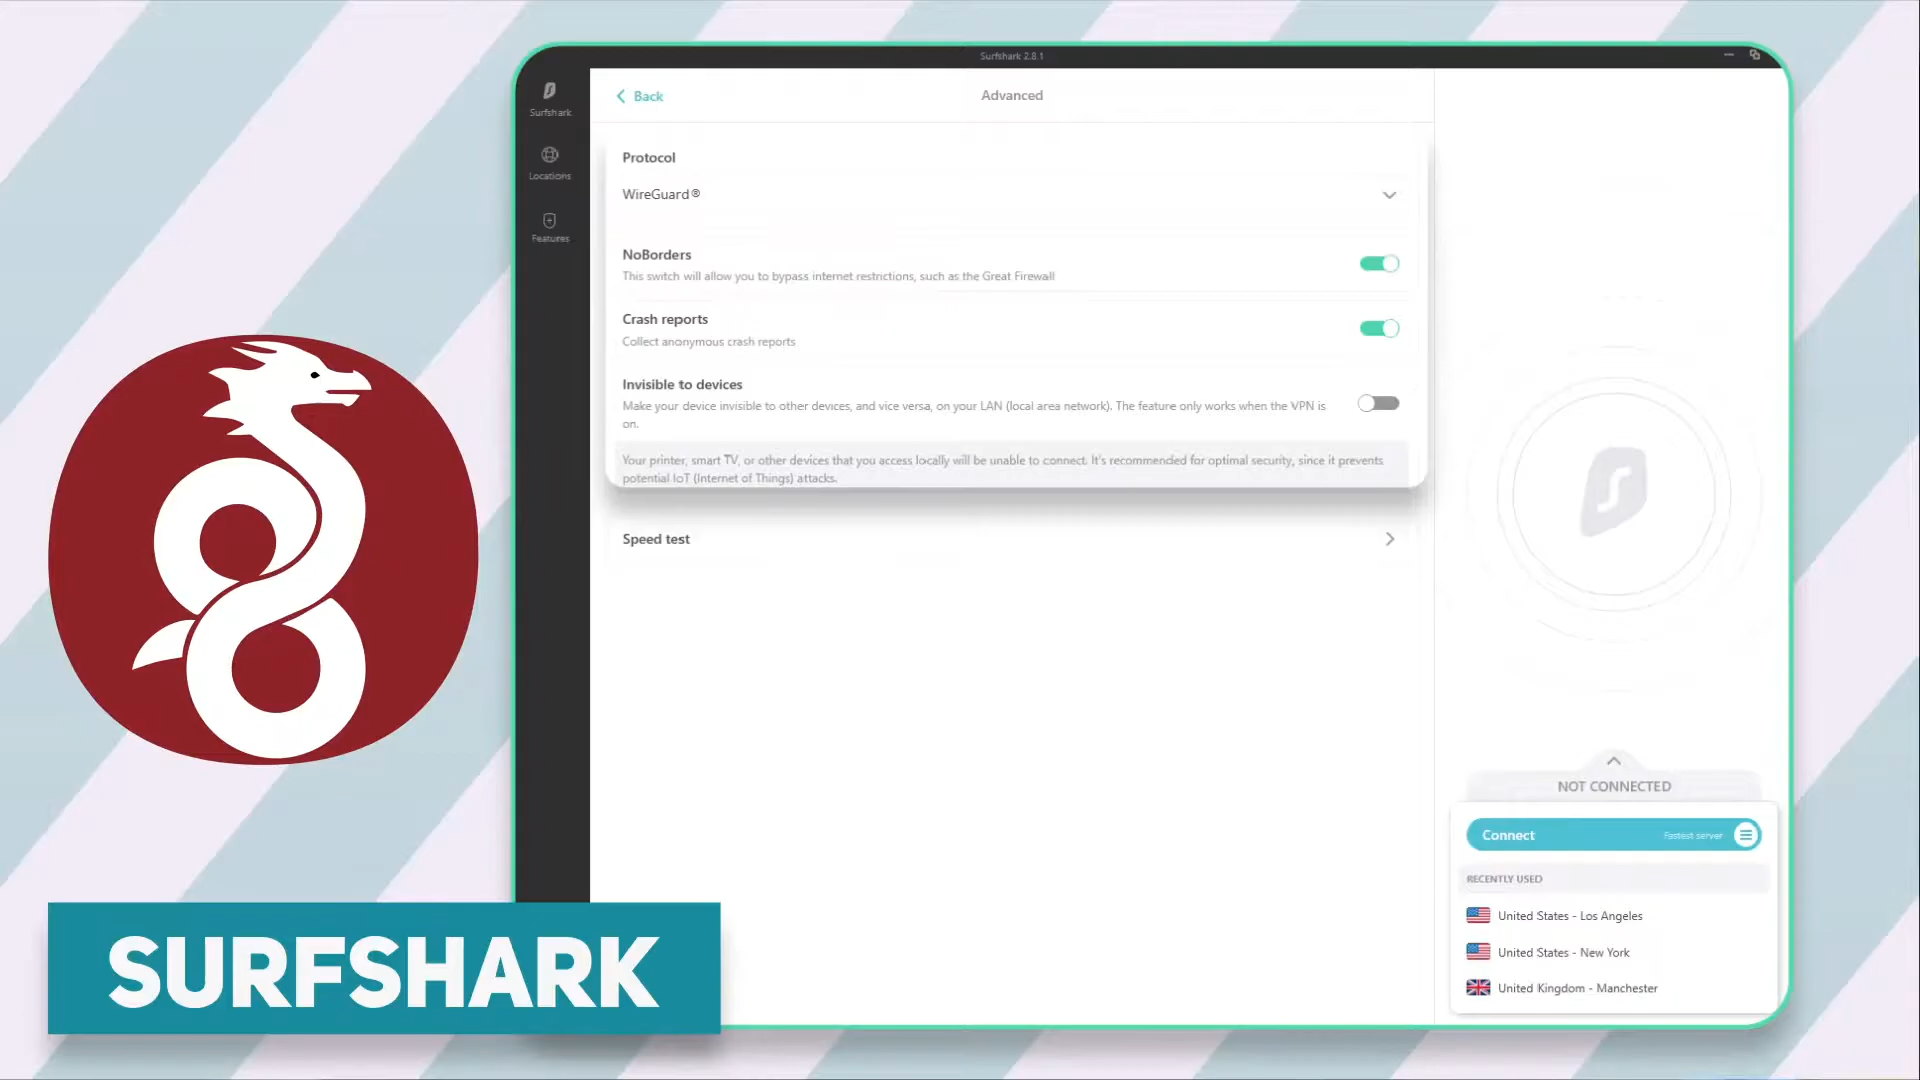 Surfshark 2.8.1
Surfshark
Locations
Features
Back
Advanced
Protocol
WireGuard®
NoBorders
This switch will allow you to bypass internet restrictions, such as the Great Firewall
Crash reports
Collect anonymous crash reports
Invisible to devices
Make your device invisible to other devices, and vice versa, on your LAN (local area network). The feature only works when the VPN is
on.
Your printer, smart TV, or other devices that you access locally will be unable to connect. It's recommended for optimal security, since it prevents
potential IoT (Internet of Things) attacks.
Speed test
NOT CONNECTED
Connect
Fastest server
RECENTLY USED
United States - Los Angeles
United States - New York
United Kingdom - Manchester
SURFSHARK